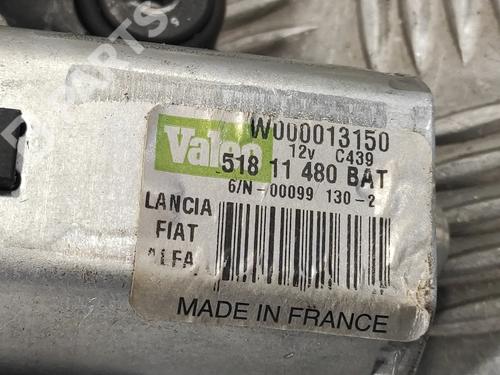 W000013150
Valeo 12v C439
518 11 480 BAT
6/N-00099 130-2
LANCIA
FIAT
ALFA
MADE IN FRANCE